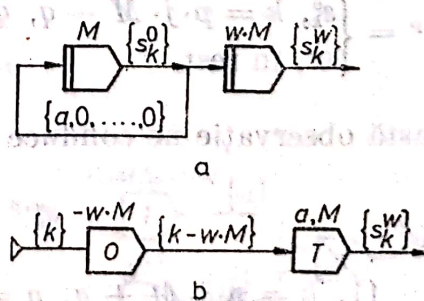 M {s_k^0} w·M {s_k^w}
{a,0,.....,0}
a
-w·M a,M {s_k^w}
{k} O {k-w·M} T
b